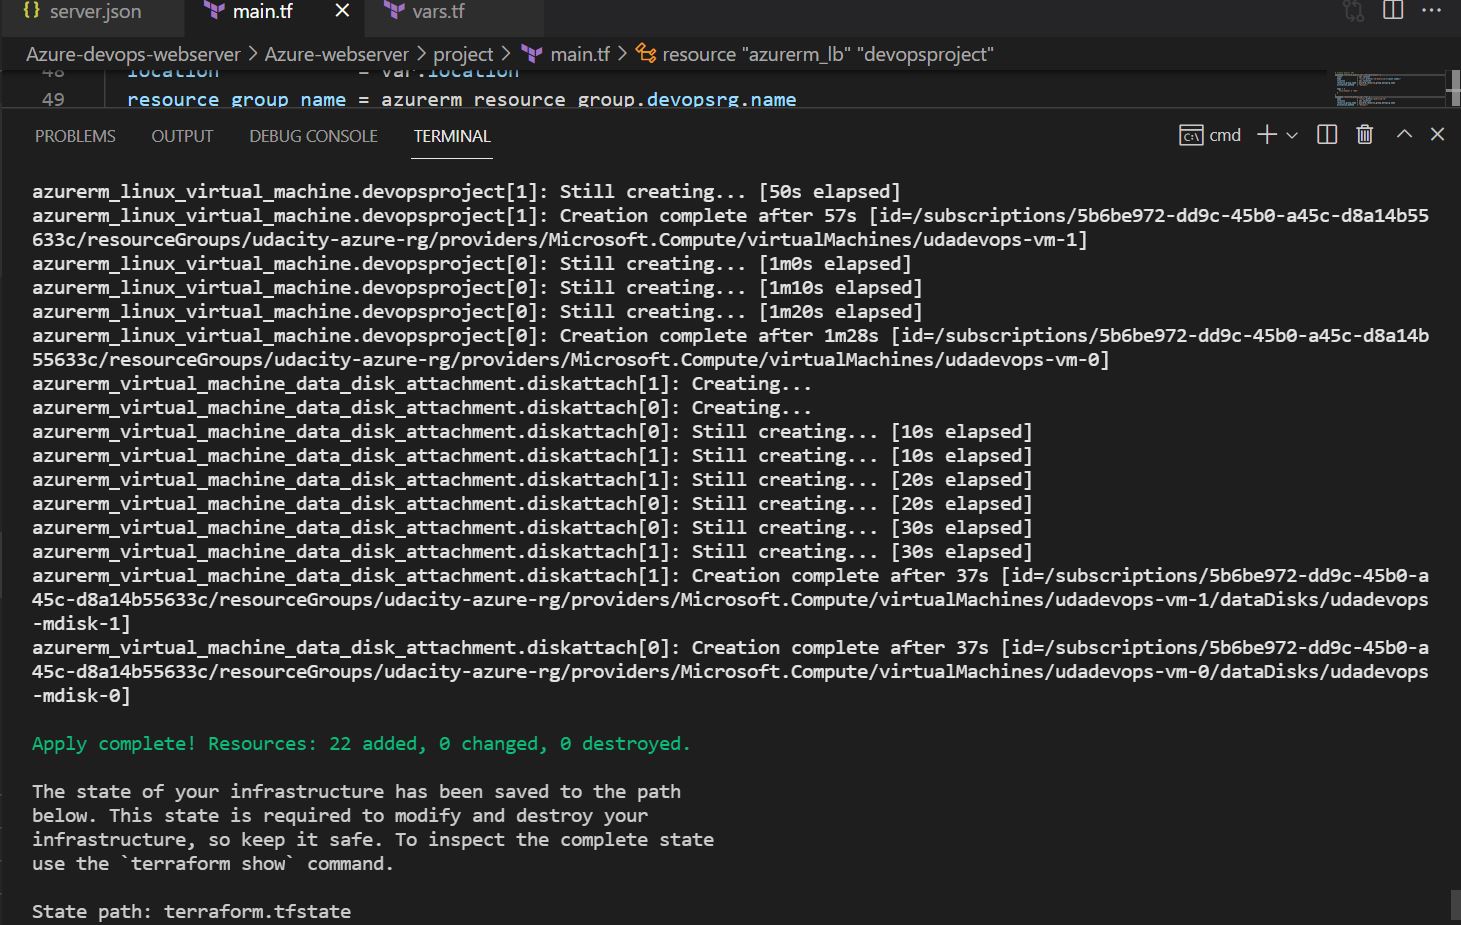 {} server.json main.tf vars.tf
Azure-devops-webserver > Azure-webserver > project > main.tf > resource "azurerm_lb" "devopsproject"
48 location = var.location
49 resource_group_name = azurerm_resource_group.devopsrg.name
PROBLEMS OUTPUT DEBUG CONSOLE TERMINAL cmd
azurerm_linux_virtual_machine.devopsproject[1]: Still creating... [50s elapsed]
azurerm_linux_virtual_machine.devopsproject[1]: Creation complete after 57s [id=/subscriptions/5b6be972-dd9c-45b0-a45c-d8a14b55
633c/resourceGroups/udacity-azure-rg/providers/Microsoft.Compute/virtualMachines/udadevops-vm-1]
azurerm_linux_virtual_machine.devopsproject[0]: Still creating... [1m0s elapsed]
azurerm_linux_virtual_machine.devopsproject[0]: Still creating... [1m10s elapsed]
azurerm_linux_virtual_machine.devopsproject[0]: Still creating... [1m20s elapsed]
azurerm_linux_virtual_machine.devopsproject[0]: Creation complete after 1m28s [id=/subscriptions/5b6be972-dd9c-45b0-a45c-d8a14b
55633c/resourceGroups/udacity-azure-rg/providers/Microsoft.Compute/virtualMachines/udadevops-vm-0]
azurerm_virtual_machine_data_disk_attachment.diskattach[1]: Creating...
azurerm_virtual_machine_data_disk_attachment.diskattach[0]: Creating...
azurerm_virtual_machine_data_disk_attachment.diskattach[0]: Still creating... [10s elapsed]
azurerm_virtual_machine_data_disk_attachment.diskattach[1]: Still creating... [10s elapsed]
azurerm_virtual_machine_data_disk_attachment.diskattach[1]: Still creating... [20s elapsed]
azurerm_virtual_machine_data_disk_attachment.diskattach[0]: Still creating... [20s elapsed]
azurerm_virtual_machine_data_disk_attachment.diskattach[0]: Still creating... [30s elapsed]
azurerm_virtual_machine_data_disk_attachment.diskattach[1]: Still creating... [30s elapsed]
azurerm_virtual_machine_data_disk_attachment.diskattach[1]: Creation complete after 37s [id=/subscriptions/5b6be972-dd9c-45b0-a
45c-d8a14b55633c/resourceGroups/udacity-azure-rg/providers/Microsoft.Compute/virtualMachines/udadevops-vm-1/dataDisks/udadevops
-mdisk-1]
azurerm_virtual_machine_data_disk_attachment.diskattach[0]: Creation complete after 37s [id=/subscriptions/5b6be972-dd9c-45b0-a
45c-d8a14b55633c/resourceGroups/udacity-azure-rg/providers/Microsoft.Compute/virtualMachines/udadevops-vm-0/dataDisks/udadevops
-mdisk-0]
Apply complete! Resources: 22 added, 0 changed, 0 destroyed.
The state of your infrastructure has been saved to the path
below. This state is required to modify and destroy your
infrastructure, so keep it safe. To inspect the complete state
use the `terraform show` command.
State path: terraform.tfstate